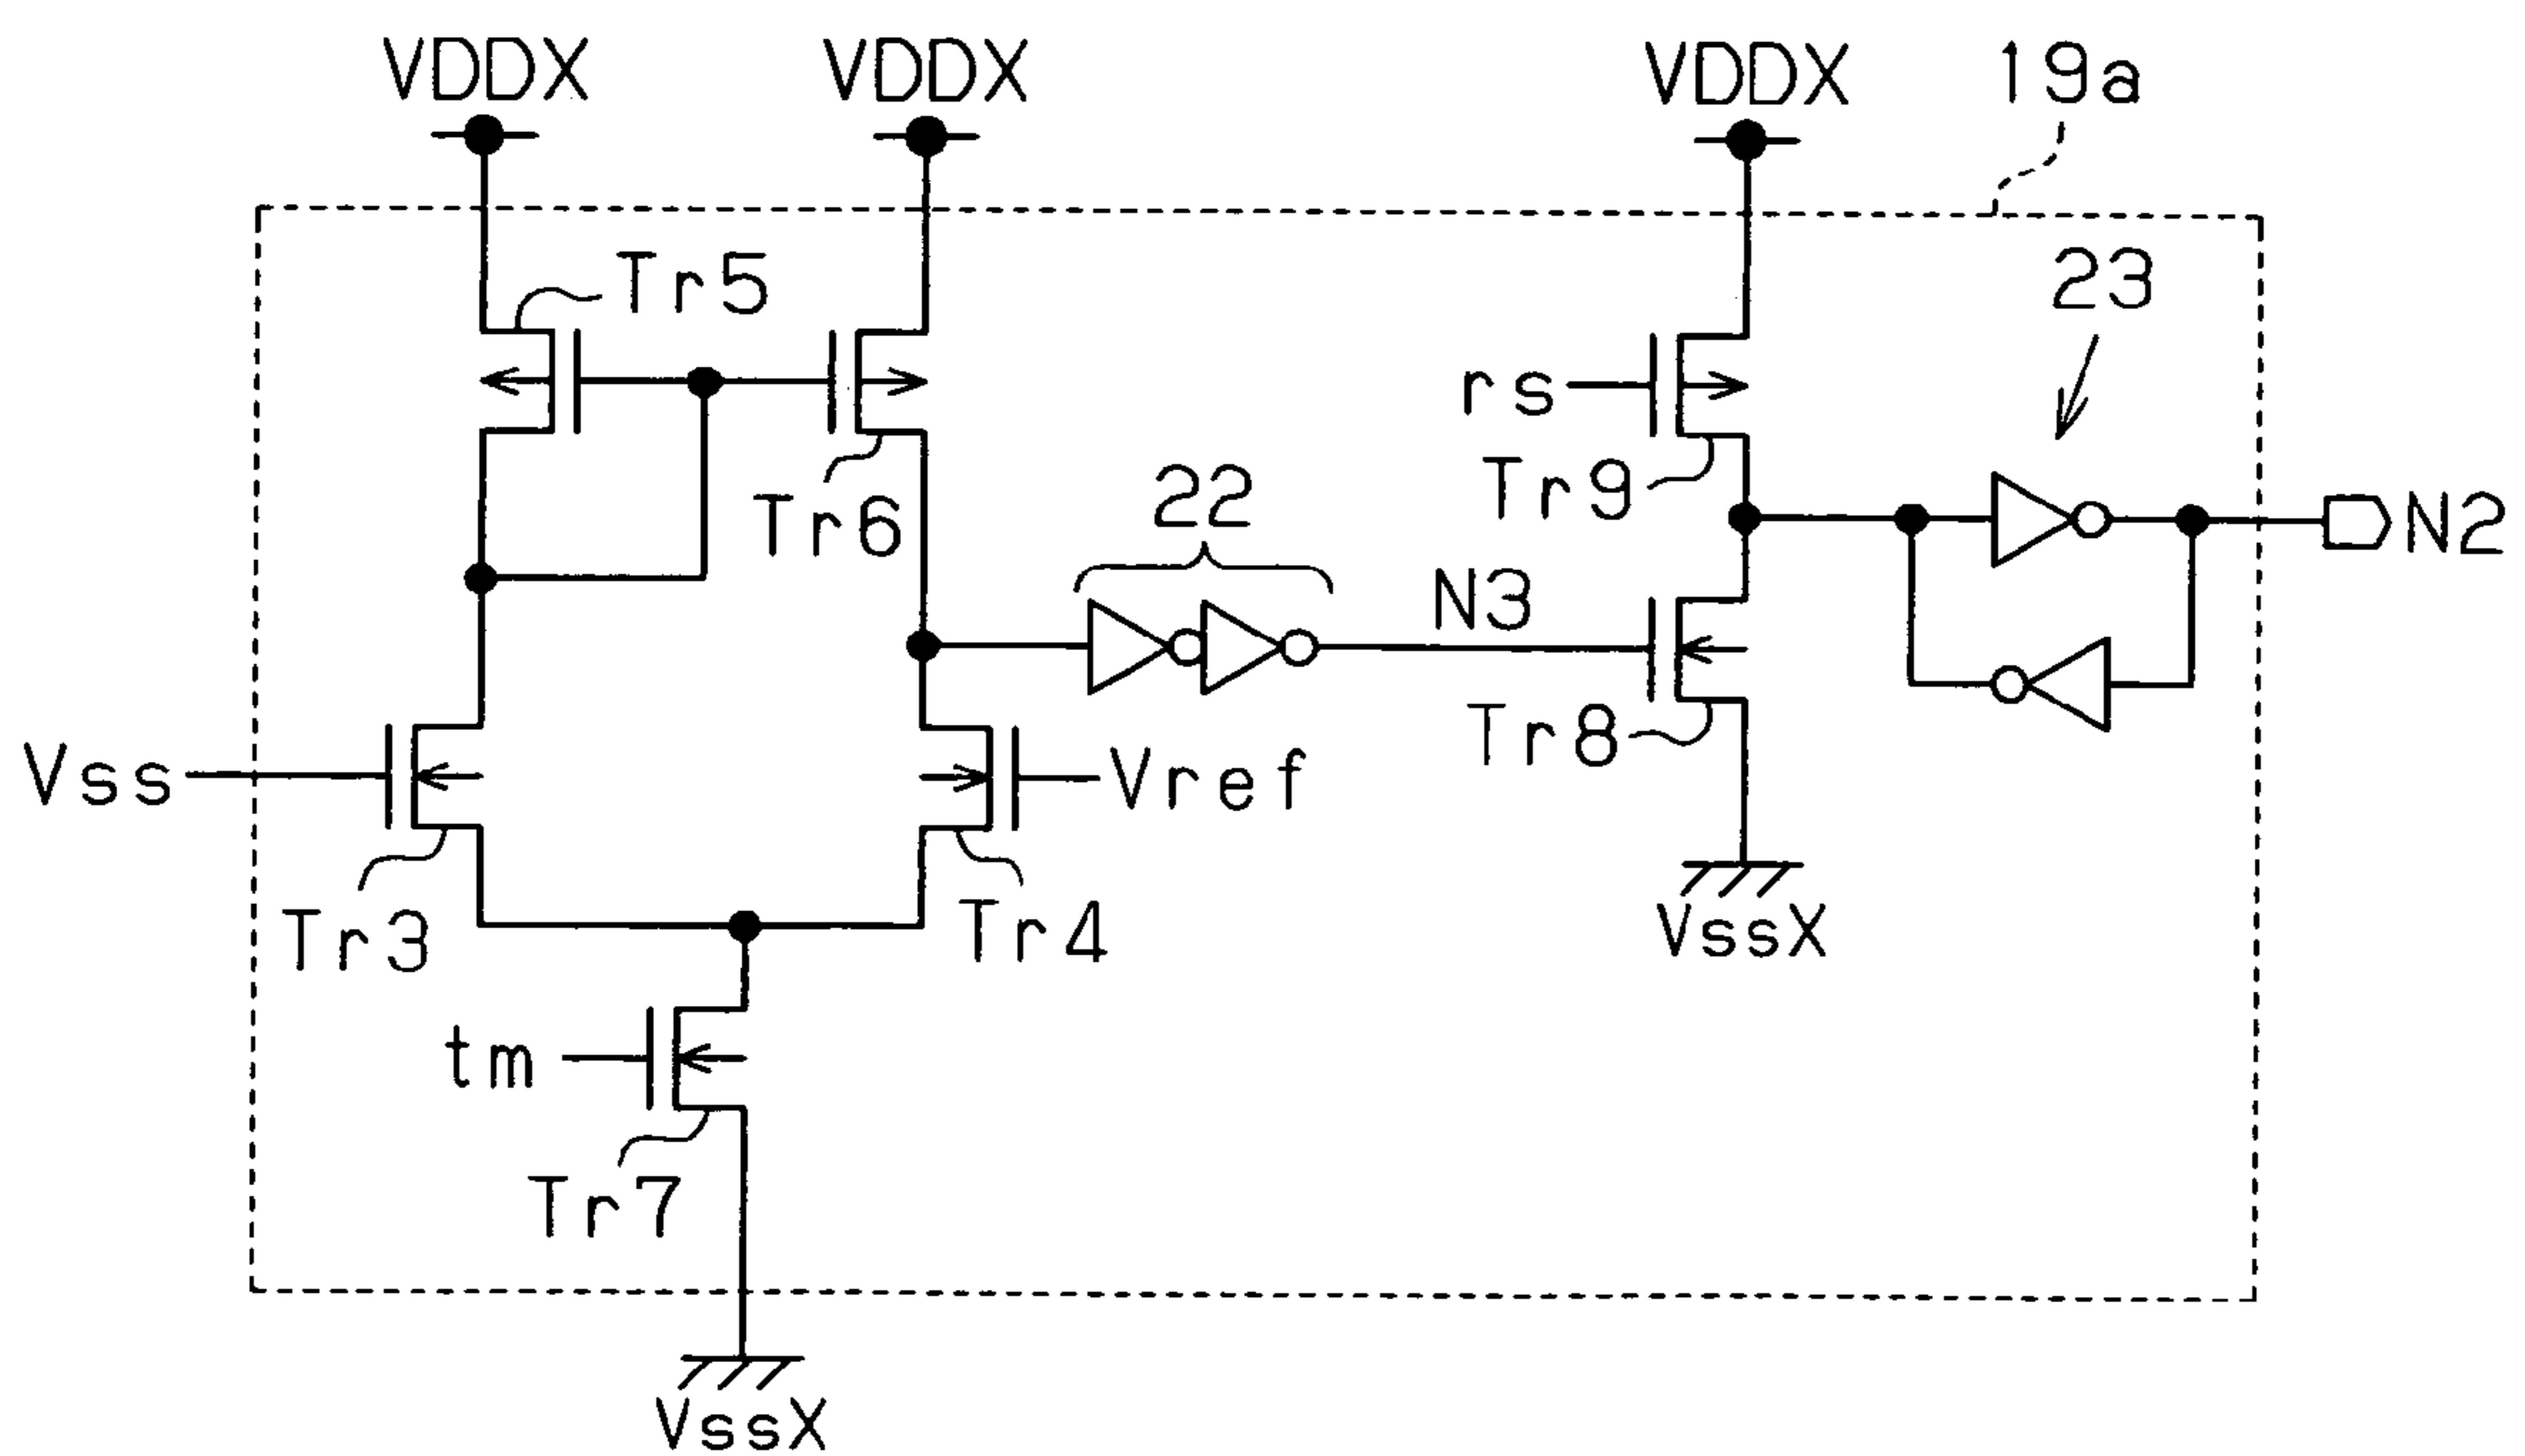 VDDX
VDDX
VDDX
19a
Tr5
23
rs
Tr9
22
Tr6
N2
N3
Tr8
Vss
Vref
Tr3
Tr4
VssX
tm
Tr7
VssX